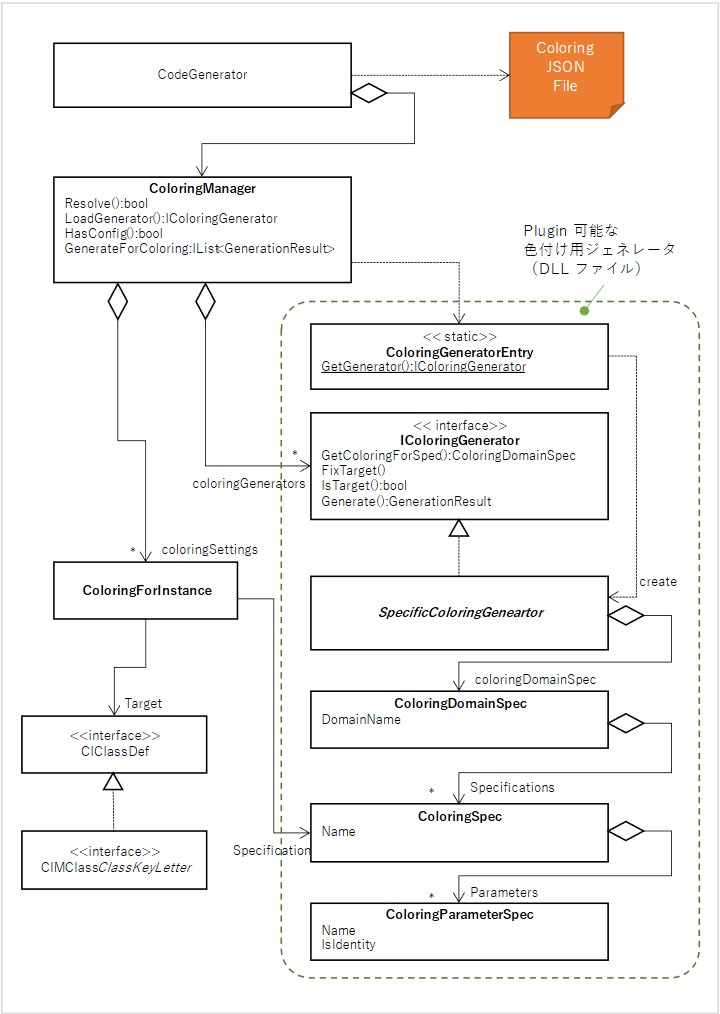 CodeGenerator
Coloring
JSON
File
ColoringManager
Resolve():bool
LoadGenerator():IColoringGenerator
HasConfig():bool
GenerateForColoring:IList<GenerationResult>
Plugin 可能な
色付け用ジェネレータ
（DLL ファイル）
<< static>>
ColoringGeneratorEntry
GetGenerator():IColoringGenerator
<< interface>>
IColoringGenerator
GetColoringForSpec():ColoringDomainSpec
FixTarget()
IsTarget():bool
Generate():GenerationResult
*
coloringGenerators
* coloringSettings
ColoringForInstance
create
SpecificColoringGeneartor
coloringDomainSpec
Target
ColoringDomainSpec
DomainName
<<interface>>
CIClassDef
* Specifications
ColoringSpec
Name
Specification
<<interface>>
CIMClassClassKeyLetter
* Parameters
ColoringParameterSpec
Name
IsIdentity